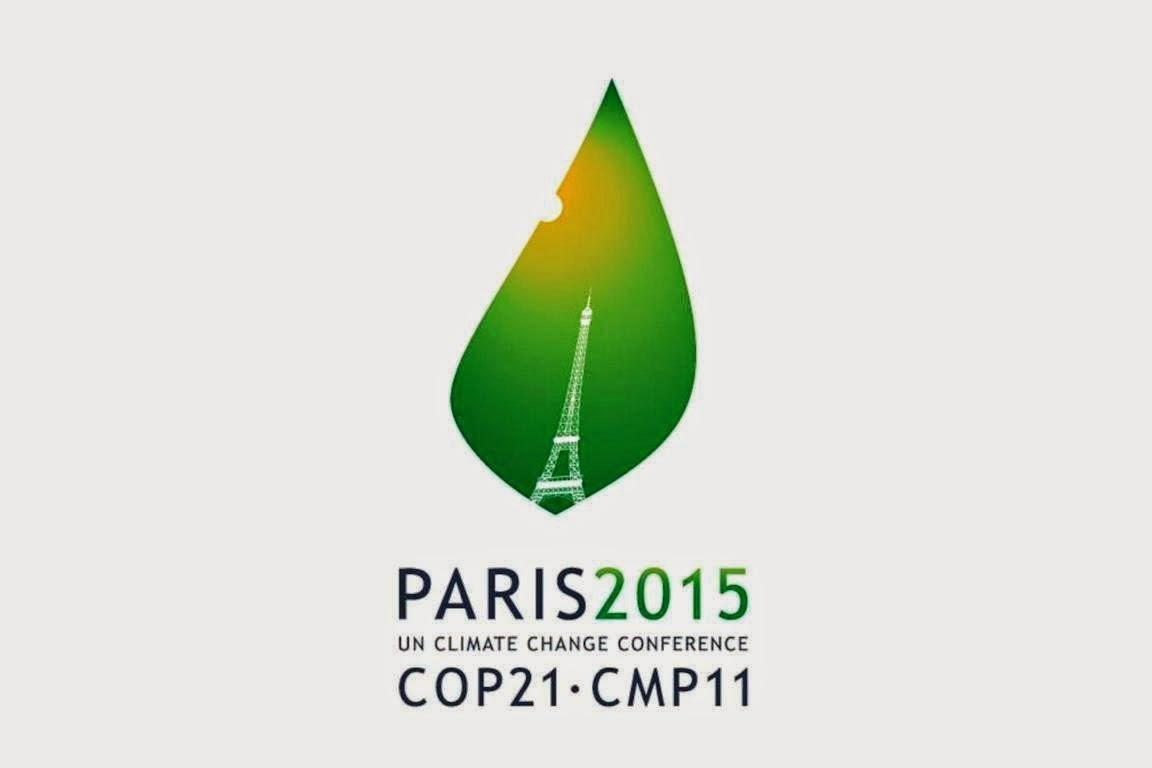 PARIS2015
UN CLIMATE CHANGE CONFERENCE
COP21·CMP11